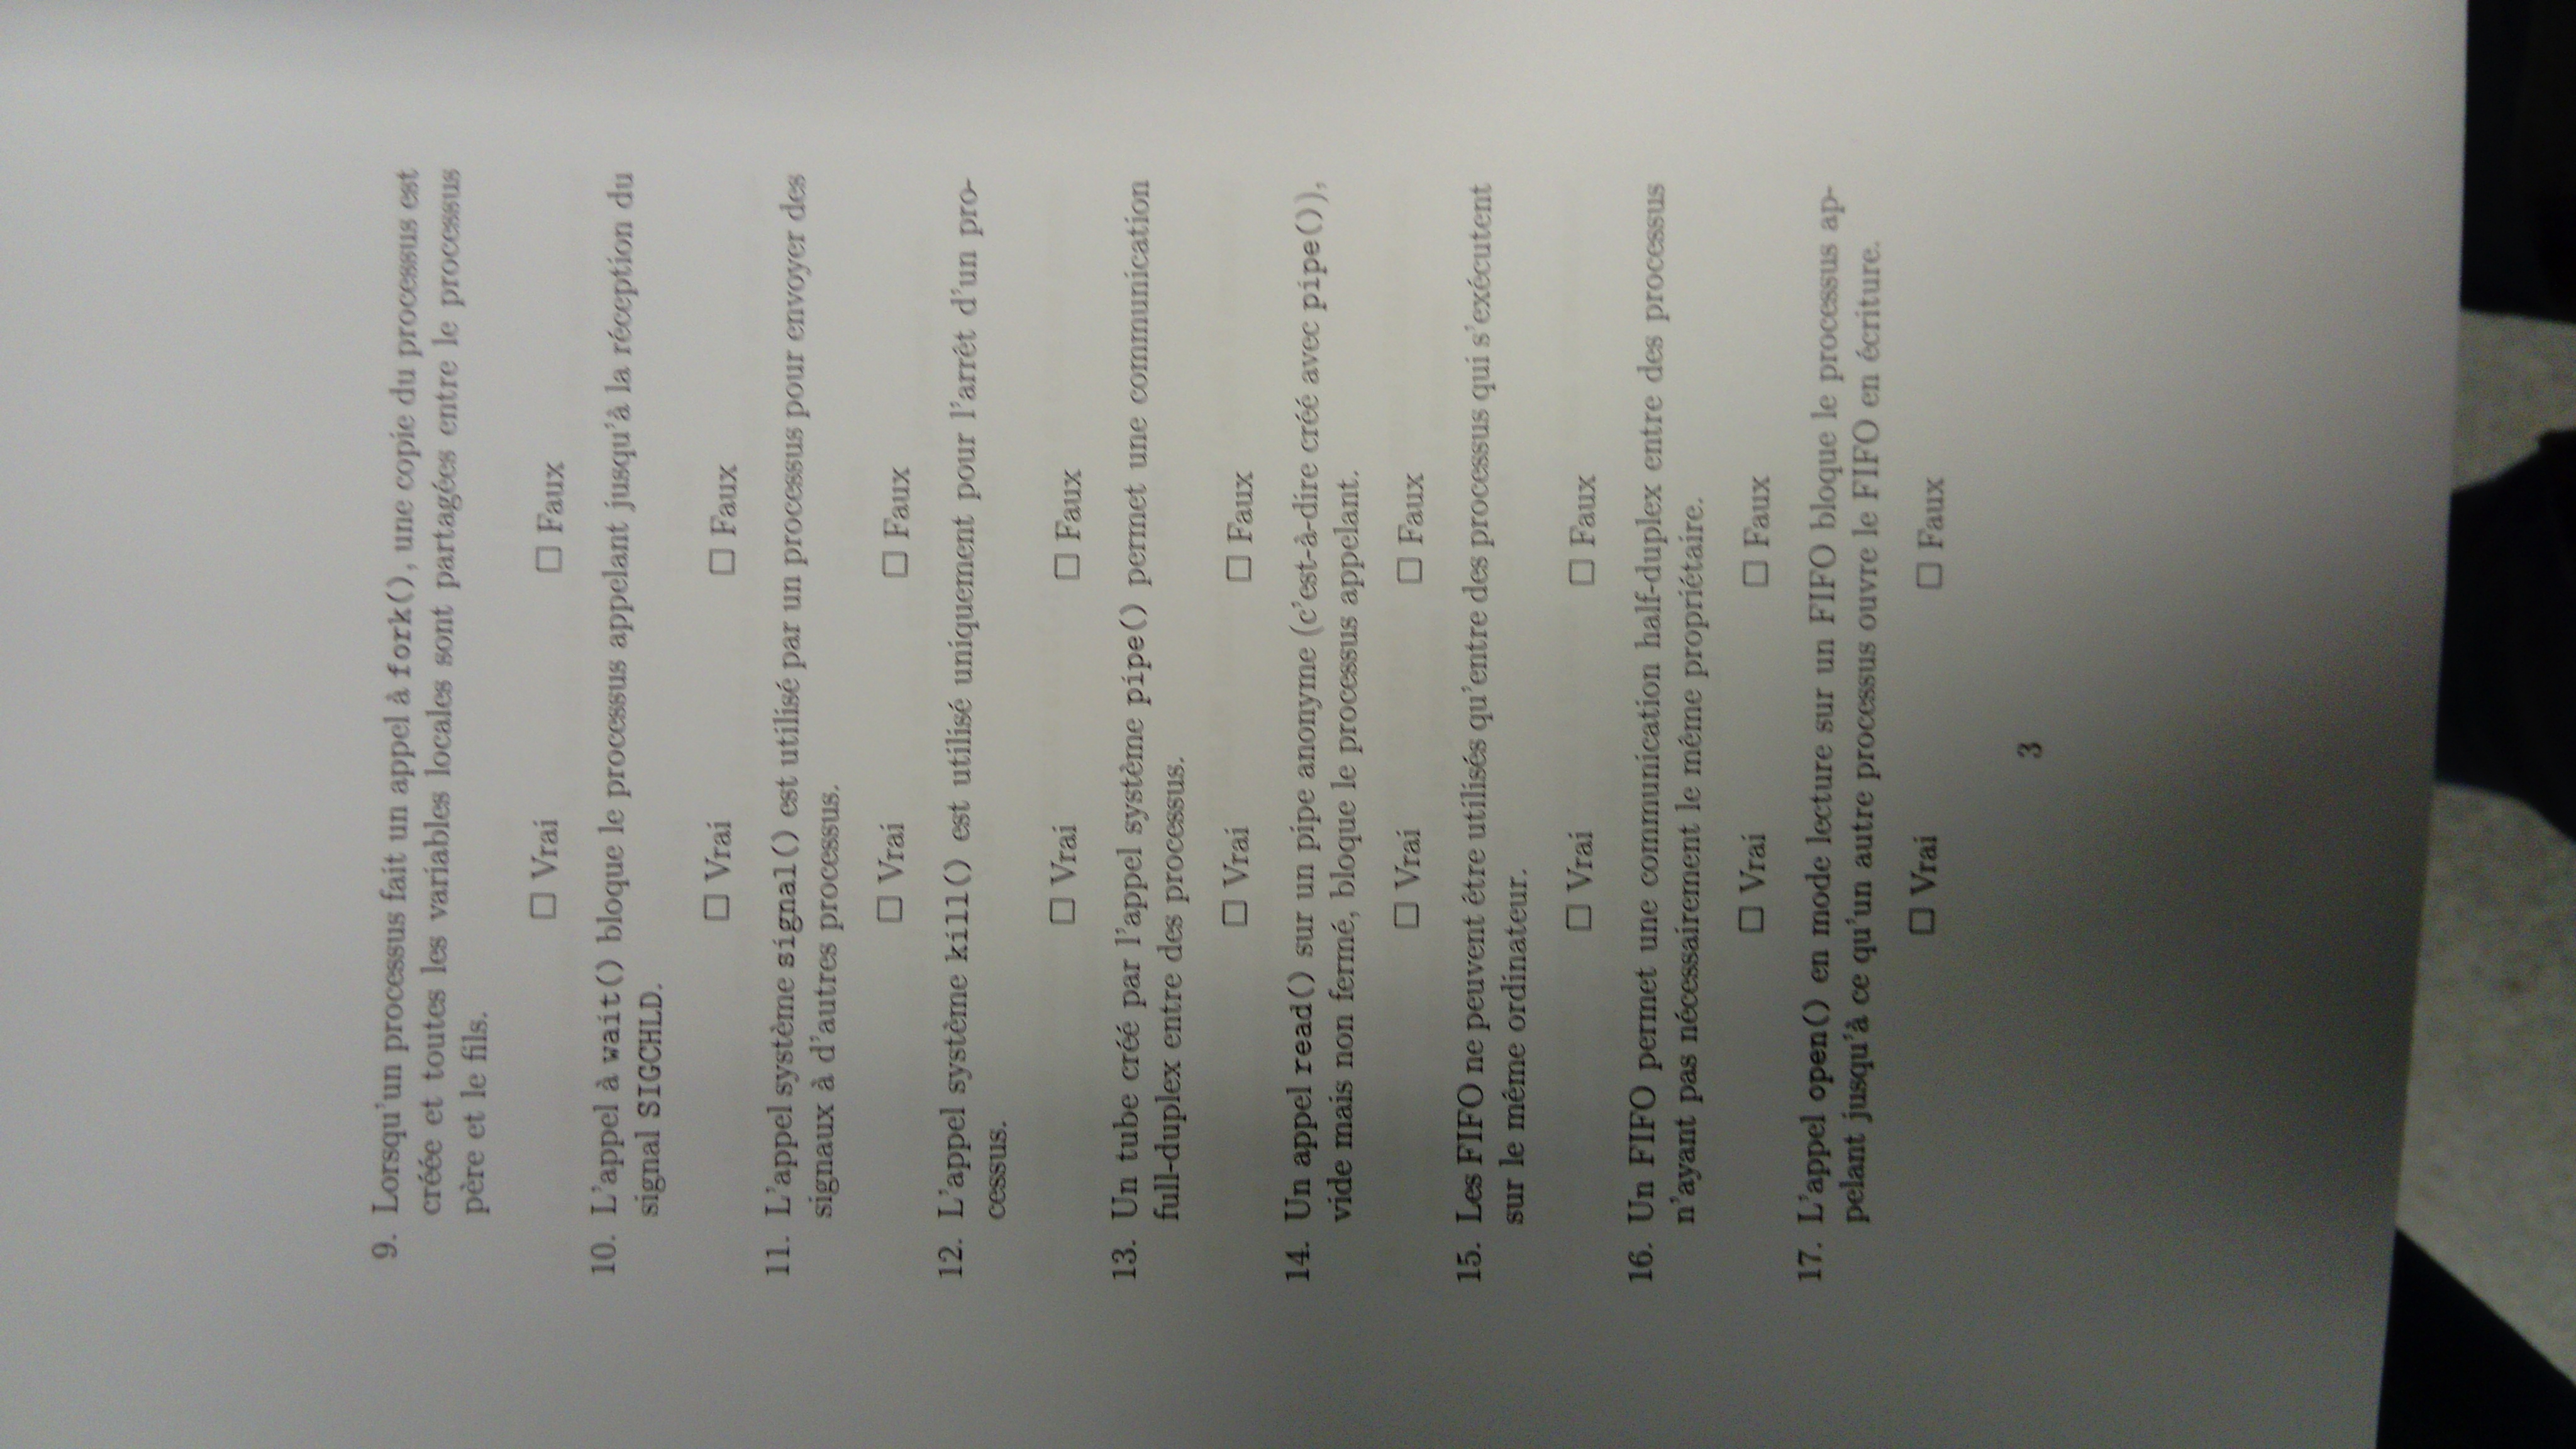 9. Lorsqu'un processus fait un appel à fork(), une copie du processus est
créée et toutes les variables locales sont partagées entre le processus
père et le fils.
☐ Vrai ☐ Faux
10. L'appel à wait() bloque le processus appelant jusqu'à la réception du
signal SIGCHLD.
☐ Vrai ☐ Faux
11. L'appel système signal() est utilisé par un processus pour envoyer des
signaux à d'autres processus.
☐ Vrai ☐ Faux
12. L'appel système kill() est utilisé uniquement pour l'arrêt d'un pro-
cessus.
☐ Vrai ☐ Faux
13. Un tube créé par l'appel système pipe() permet une communication
full-duplex entre des processus.
☐ Vrai ☐ Faux
14. Un appel read() sur un pipe anonyme (c'est-à-dire créé avec pipe()),
vide mais non fermé, bloque le processus appelant.
☐ Vrai ☐ Faux
15. Les FIFO ne peuvent être utilisés qu'entre des processus qui s'exécutent
sur le même ordinateur.
☐ Vrai ☐ Faux
16. Un FIFO permet une communication half-duplex entre des processus
n'ayant pas nécessairement le même propriétaire.
☐ Vrai ☐ Faux
17. L'appel open() en mode lecture sur un FIFO bloque le processus ap-
pelant jusqu'à ce qu'un autre processus ouvre le FIFO en écriture.
☐ Vrai ☐ Faux
3